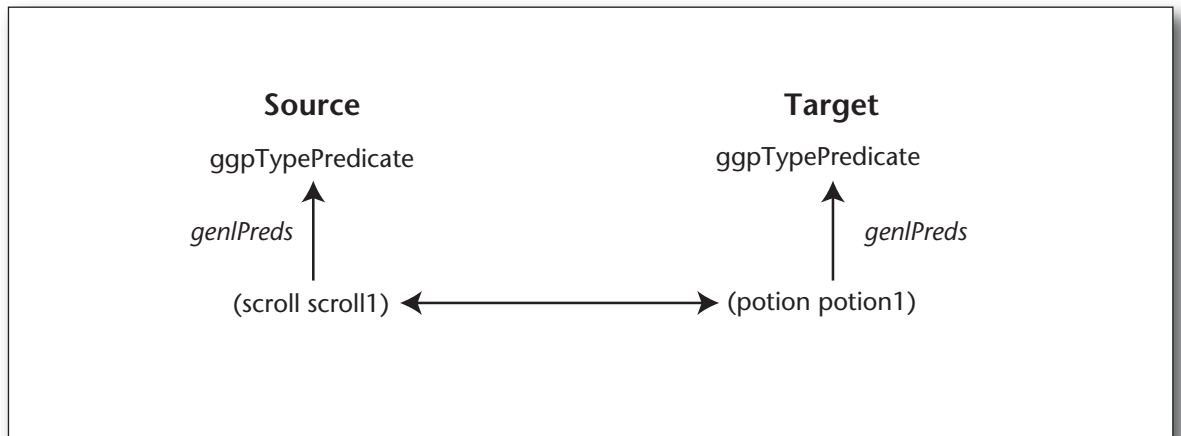 Source Target
ggpTypePredicate ggpTypePredicate
genlPreds genlPreds
(scroll scroll1) (potion potion1)